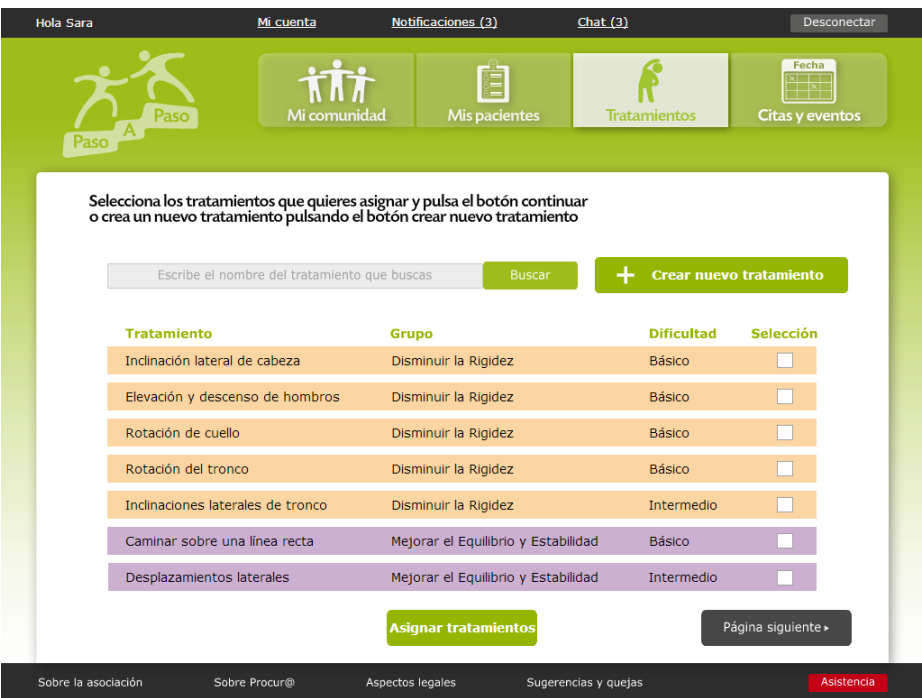 Hola Sara Mi cuenta Notificaciones (3) Chat (3) Desconectar
Paso A Paso
Mi comunidad Mis pacientes Tratamientos Fecha Citas y eventos
Selecciona los tratamientos que quieres asignar y pulsa el botón continuar
o crea un nuevo tratamiento pulsando el botón crear nuevo tratamiento
Escribe el nombre del tratamiento que buscas Buscar + Crear nuevo tratamiento
Tratamiento Grupo Dificultad Selección
Inclinación lateral de cabeza Disminuir la Rigidez Básico
Elevación y descenso de hombros Disminuir la Rigidez Básico
Rotación de cuello Disminuir la Rigidez Básico
Rotación del tronco Disminuir la Rigidez Básico
Inclinaciones laterales de tronco Disminuir la Rigidez Intermedio
Caminar sobre una línea recta Mejorar el Equilibrio y Estabilidad Básico
Desplazamientos laterales Mejorar el Equilibrio y Estabilidad Intermedio
Asignar tratamientos Página siguiente
Sobre la asociación Sobre Procur@ Aspectos legales Sugerencias y quejas Asistencia